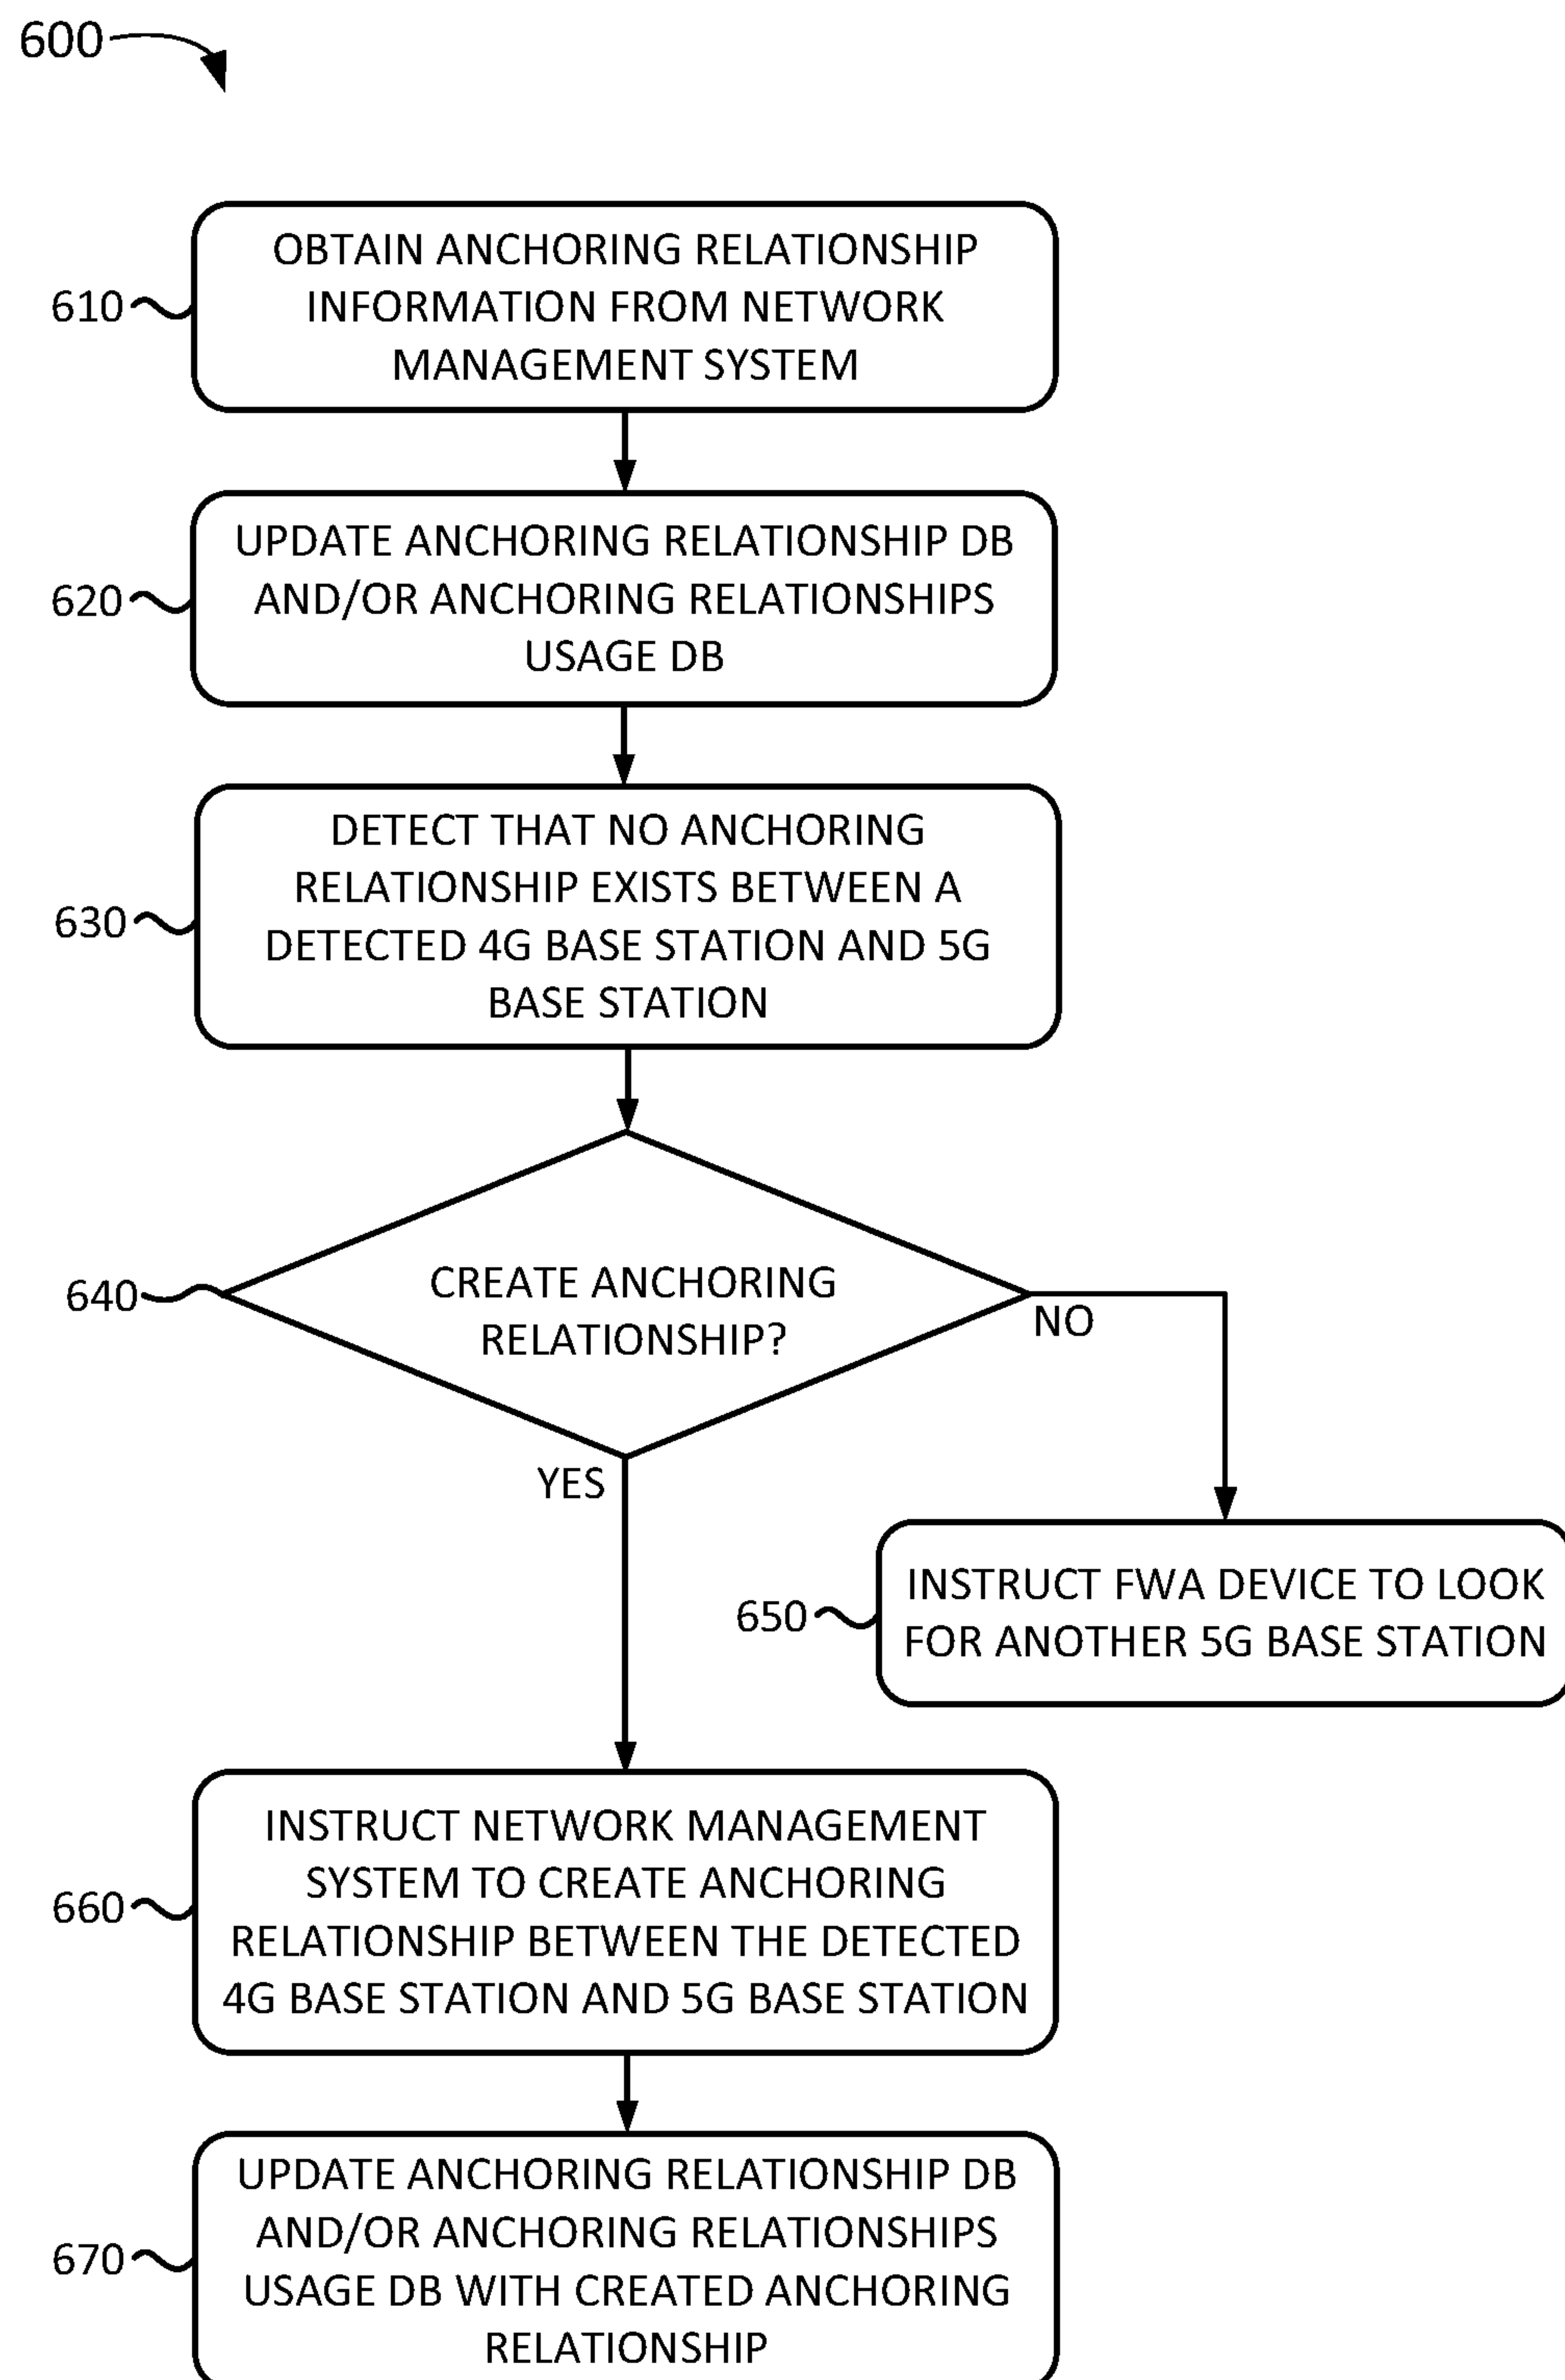 600
OBTAIN ANCHORING RELATIONSHIP
INFORMATION FROM NETWORK
MANAGEMENT SYSTEM
610
UPDATE ANCHORING RELATIONSHIP DB
AND/OR ANCHORING RELATIONSHIPS
USAGE DB
620
DETECT THAT NO ANCHORING
RELATIONSHIP EXISTS BETWEEN A
DETECTED 4G BASE STATION AND 5G
BASE STATION
630
CREATE ANCHORING
RELATIONSHIP?
640
NO
YES
INSTRUCT FWA DEVICE TO LOOK
FOR ANOTHER 5G BASE STATION
650
INSTRUCT NETWORK MANAGEMENT
SYSTEM TO CREATE ANCHORING
RELATIONSHIP BETWEEN THE DETECTED
4G BASE STATION AND 5G BASE STATION
660
UPDATE ANCHORING RELATIONSHIP DB
AND/OR ANCHORING RELATIONSHIPS
USAGE DB WITH CREATED ANCHORING
RELATIONSHIP
670